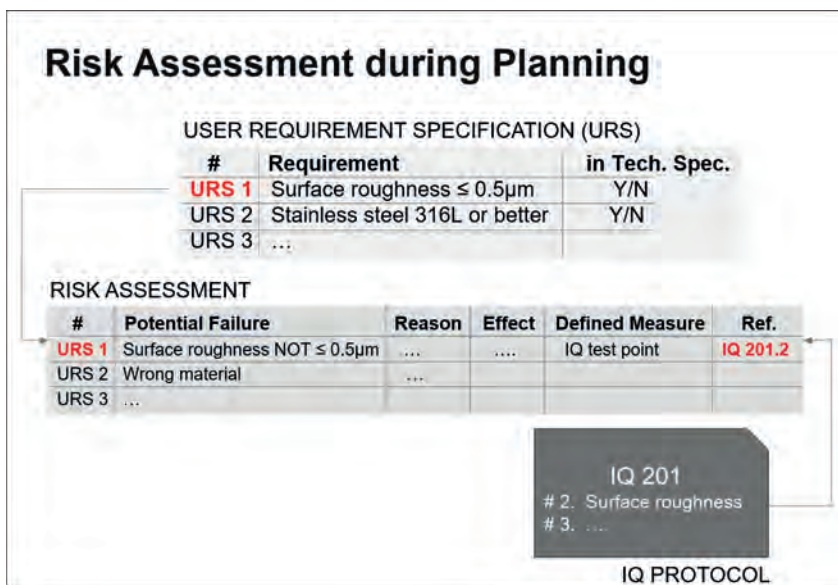 Risk Assessment during Planning
USER REQUIREMENT SPECIFICATION (URS)
# Requirement in Tech. Spec.
URS 1 Surface roughness ≤ 0.5µm Y/N
URS 2 Stainless steel 316L or better Y/N
URS 3 ...
RISK ASSESSMENT
# Potential Failure Reason Effect Defined Measure Ref.
URS 1 Surface roughness NOT ≤ 0.5µm ... .... IQ test point IQ 201.2
URS 2 Wrong material ...
URS 3 ...
IQ 201
# 2. Surface roughness
# 3. ....
IQ PROTOCOL